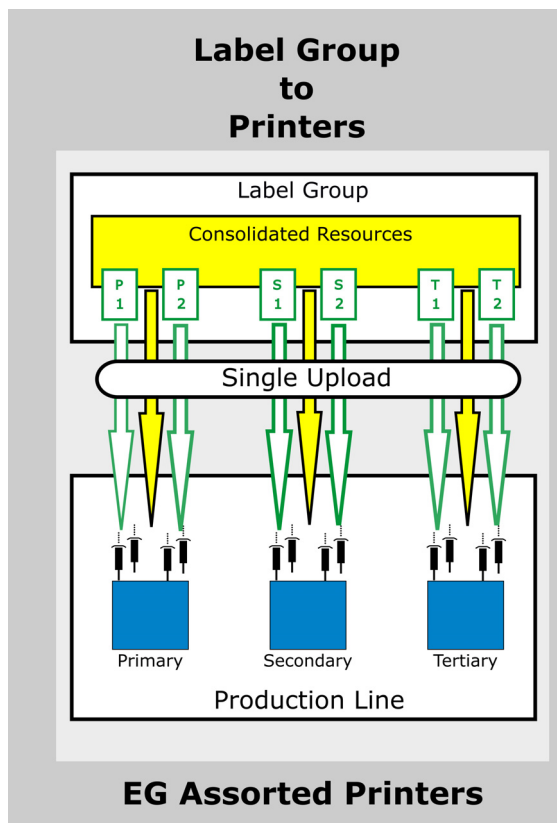 Label Group
to
Printers
Label Group
Consolidated Resources
P P S S T T
1 2 1 2 1 2
Single Upload
Primary Secondary Tertiary
Production Line
EG Assorted Printers